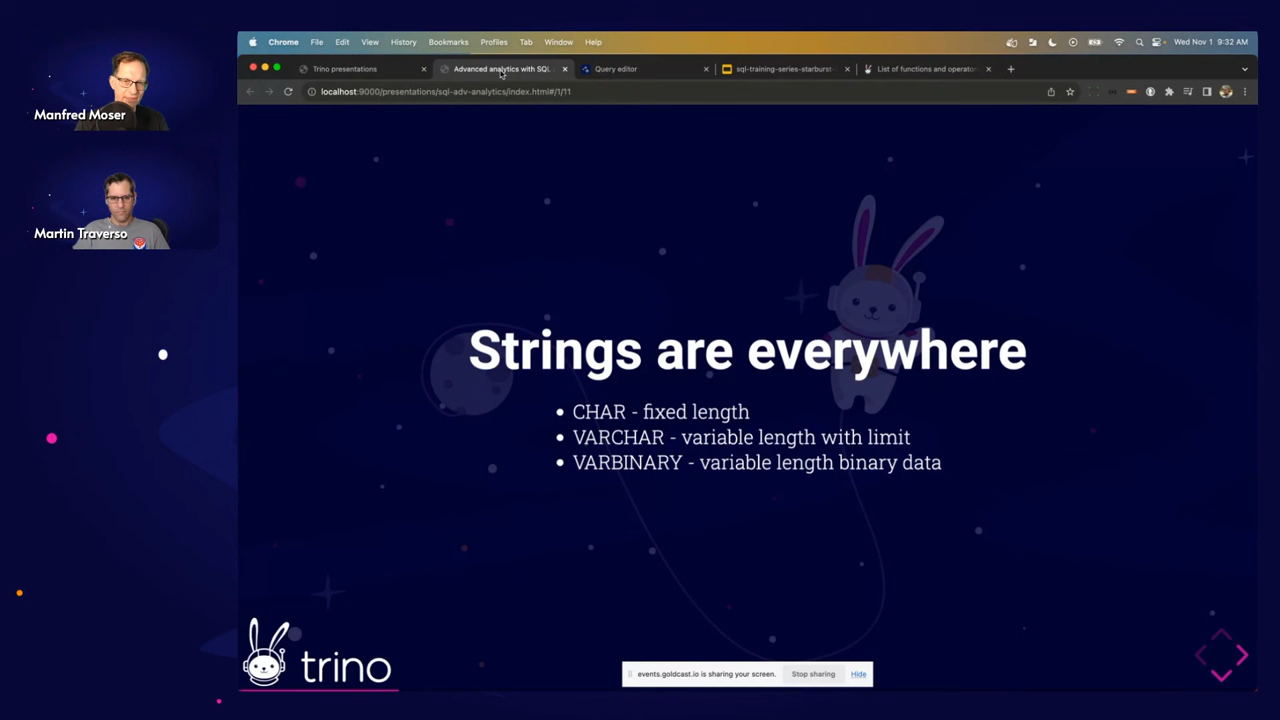 Chrome File Edit View History Bookmarks Profiles Tab Window Help Wed Nov 1 9:32 AM
Trino presentations
Advanced analytics with SQL
Query editor
sql-training-series-starburst-
List of functions and operator
localhost:9000/presentations/sql-adv-analytics/index.html#/1/11
Manfred Moser
Martin Traverso
Strings are everywhere
CHAR - fixed length
VARCHAR - variable length with limit
VARBINARY - variable length binary data
trino
events.goldcast.io is sharing your screen. Stop sharing Hide